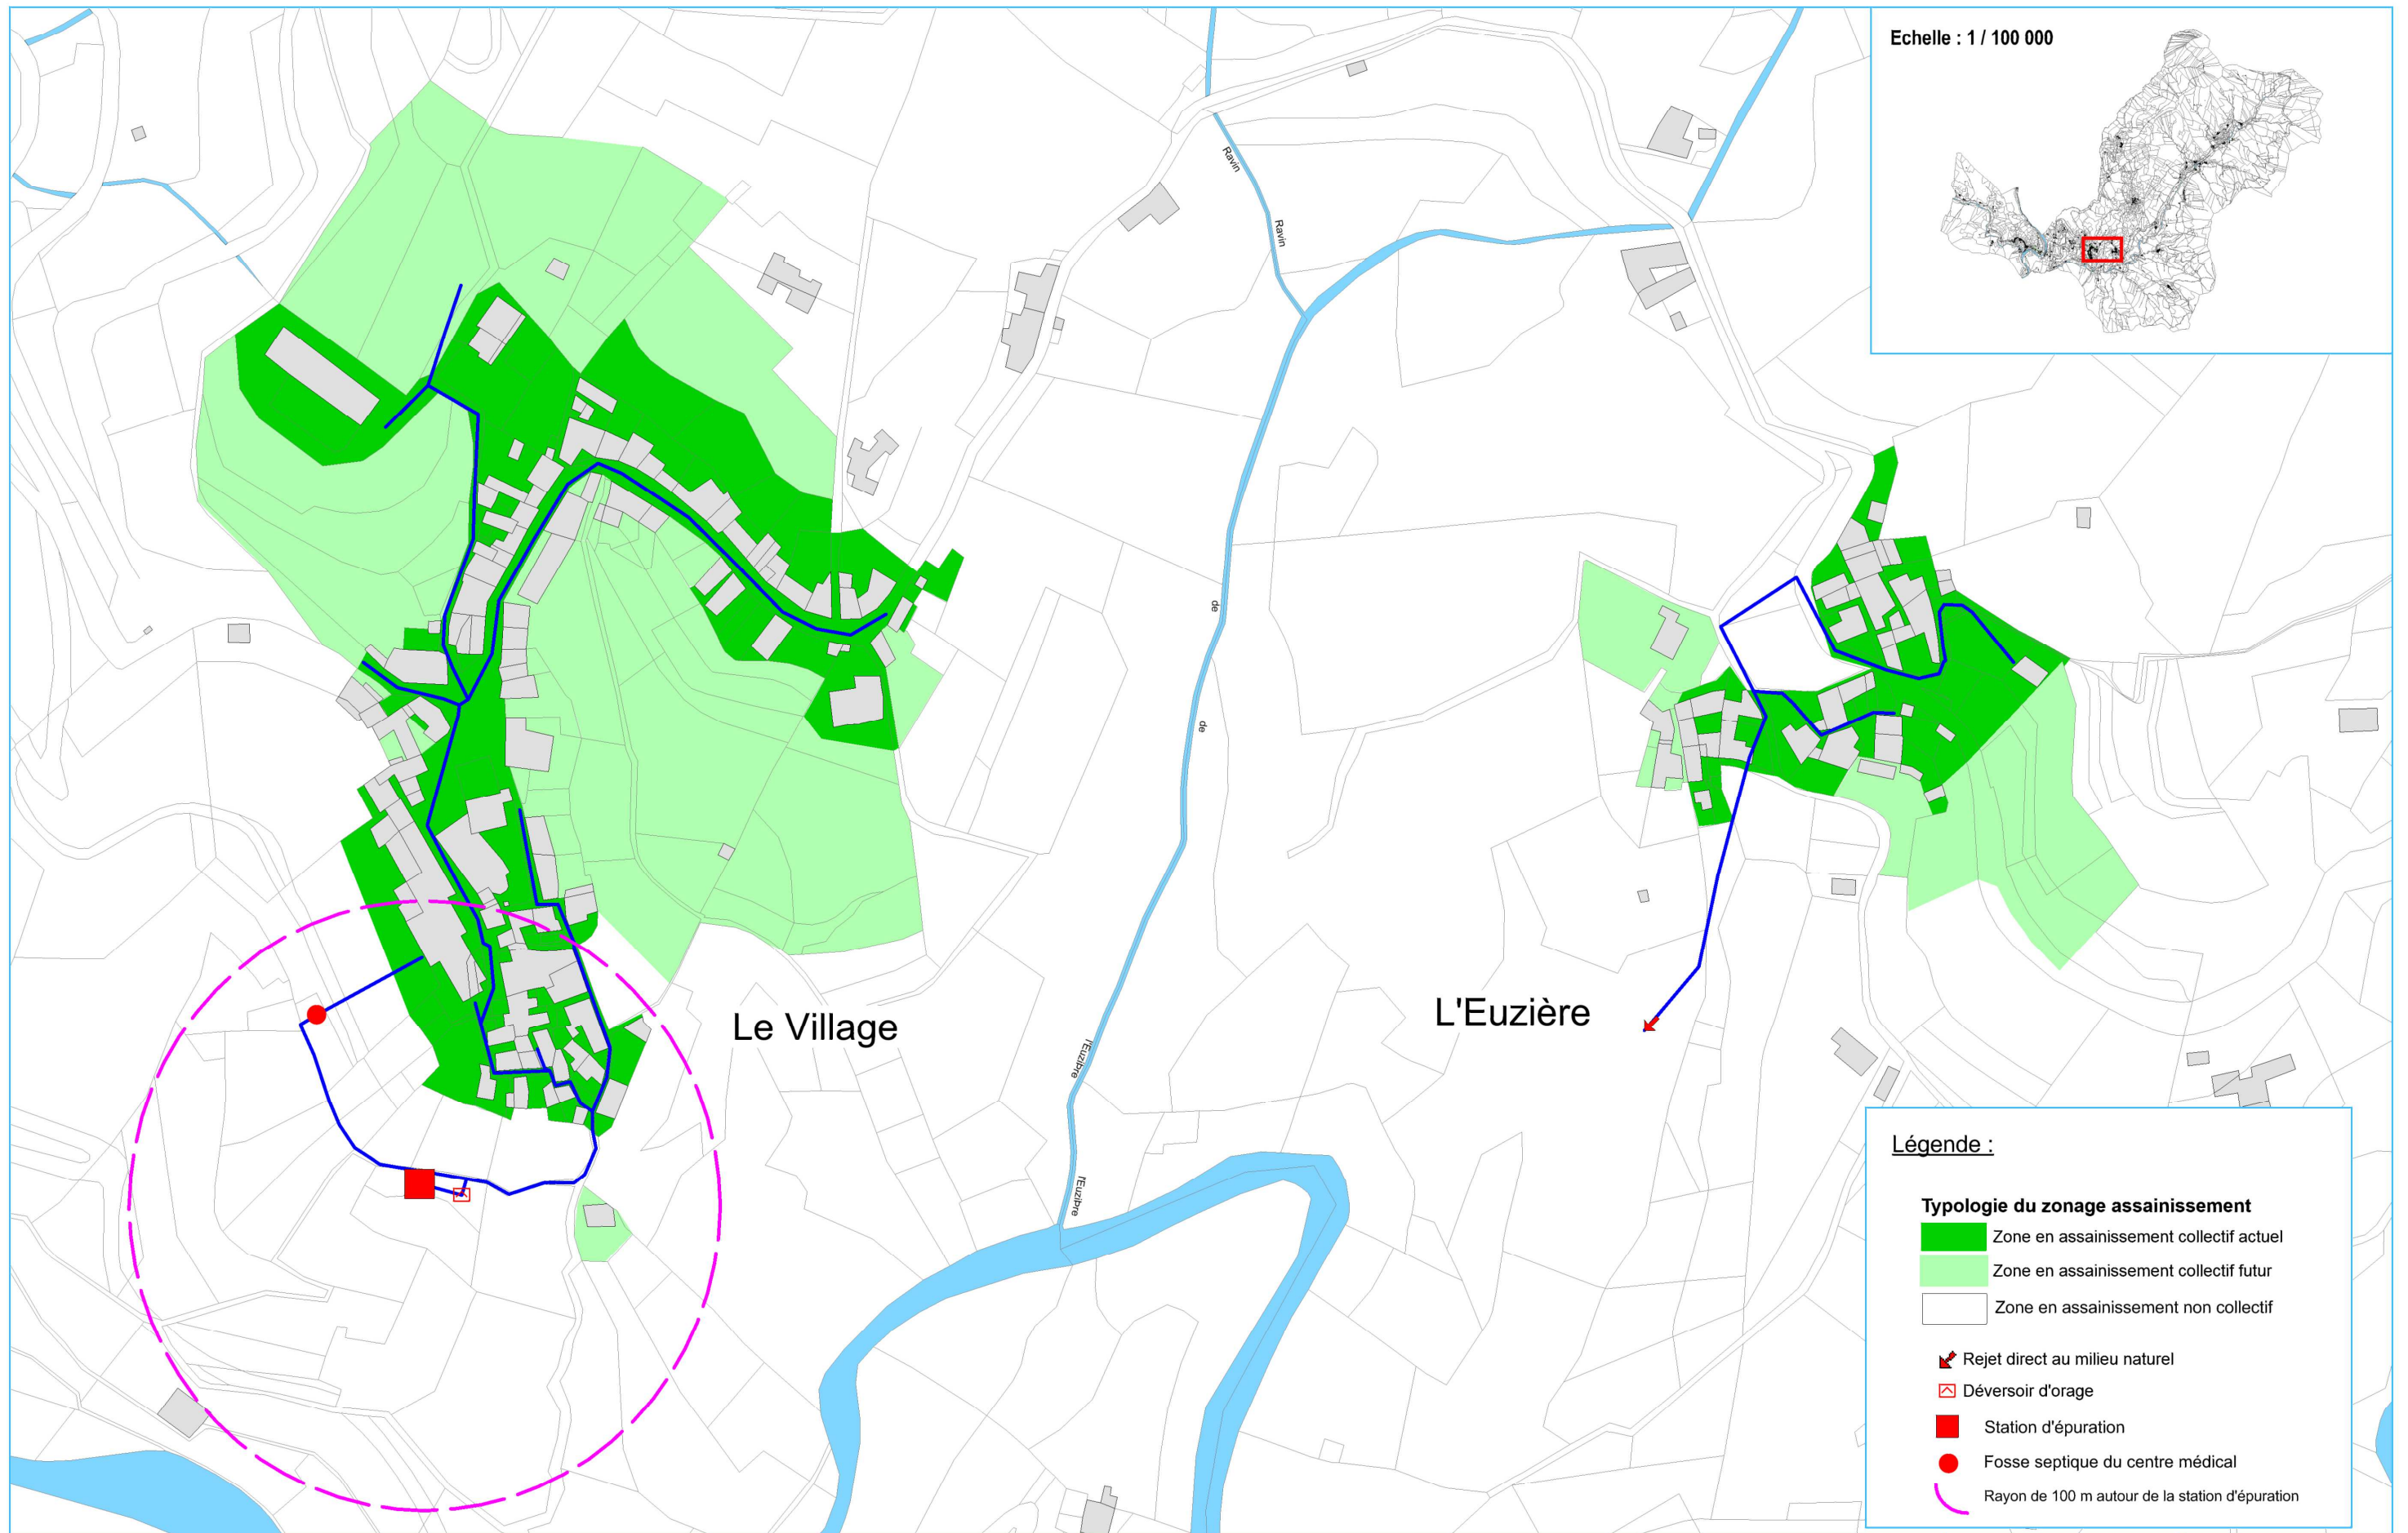 Echelle : 1 / 100 000
Ravin
Ravin
de
de
l'Euzibre
l'Euzibre
Le Village
L'Euzière
Légende :
Typologie du zonage assainissement
Zone en assainissement collectif actuel
Zone en assainissement collectif futur
Zone en assainissement non collectif
Rejet direct au milieu naturel
Déversoir d'orage
Station d'épuration
Fosse septique du centre médical
Rayon de 100 m autour de la station d'épuration